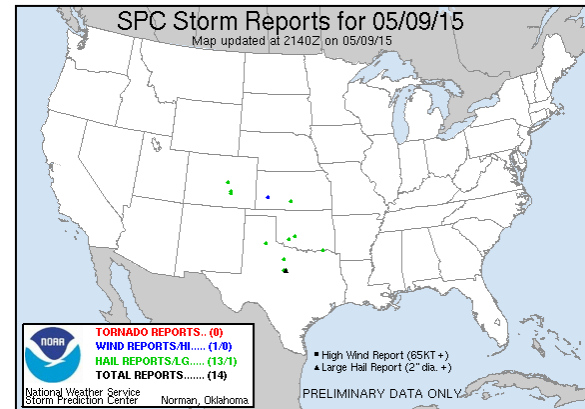 SPC Storm Reports for 05/09/15
Map updated at 2140Z on 05/09/15
NOAA
TORNADO REPORTS.. (0)
WIND REPORTS/HI..... (1/0)
HAIL REPORTS/LG..... (13/1)
TOTAL REPORTS....... (14)
National Weather Service
Storm Prediction Center Norman, Oklahoma
High Wind Report (65KT +)
Large Hail Report (2" dia. +)
PRELIMINARY DATA ONLY